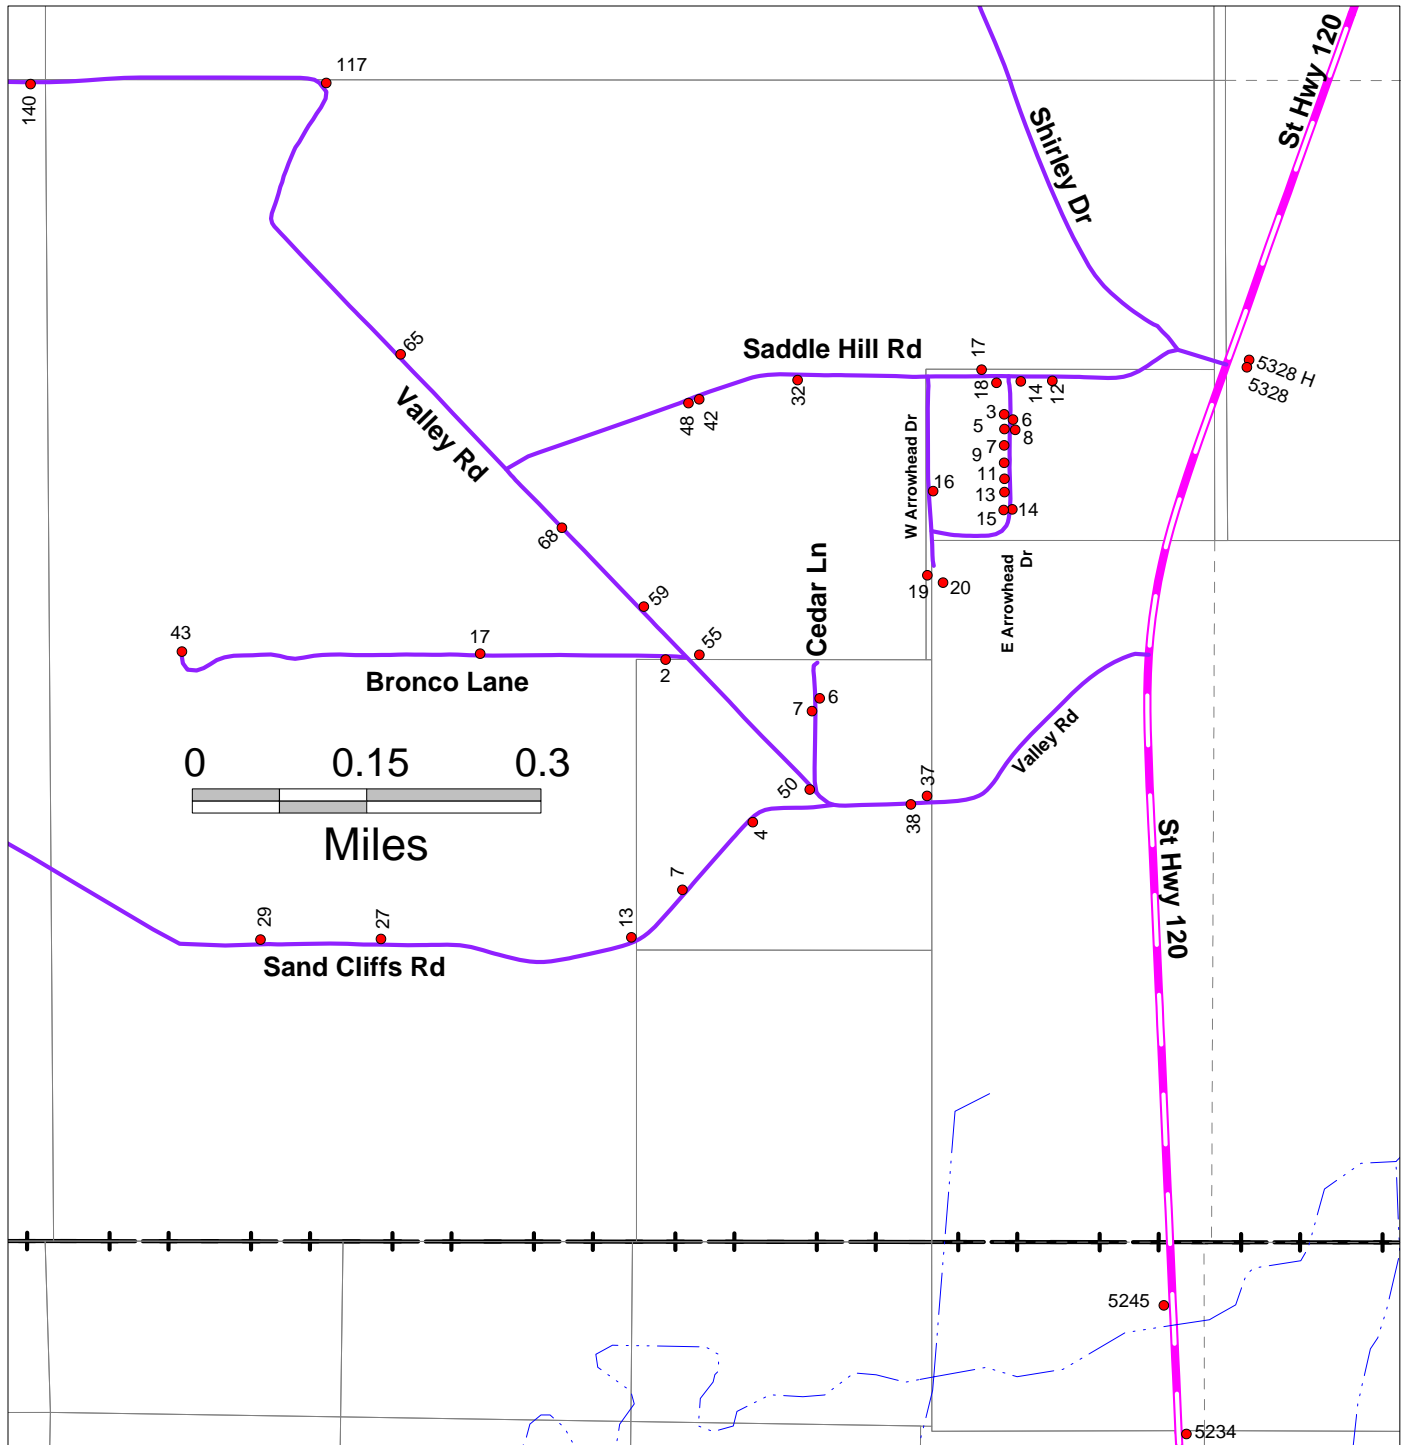 117
140
St Hwy 120
Shirley Dr
65
Saddle Hill Rd
17
5328 H
5328
32
18
14
12
48
42
Valley Rd
3
6
5
8
7
9
11
16
13
15
14
W Arrowhead Dr
68
Cedar Ln
E Arrowhead
Dr
19
20
59
43
17
55
2
Bronco Lane
6
7
Valley Rd
0 0.15 0.3
Miles
50
37
38
4
St Hwy 120
7
13
29
27
Sand Cliffs Rd
5245
5234